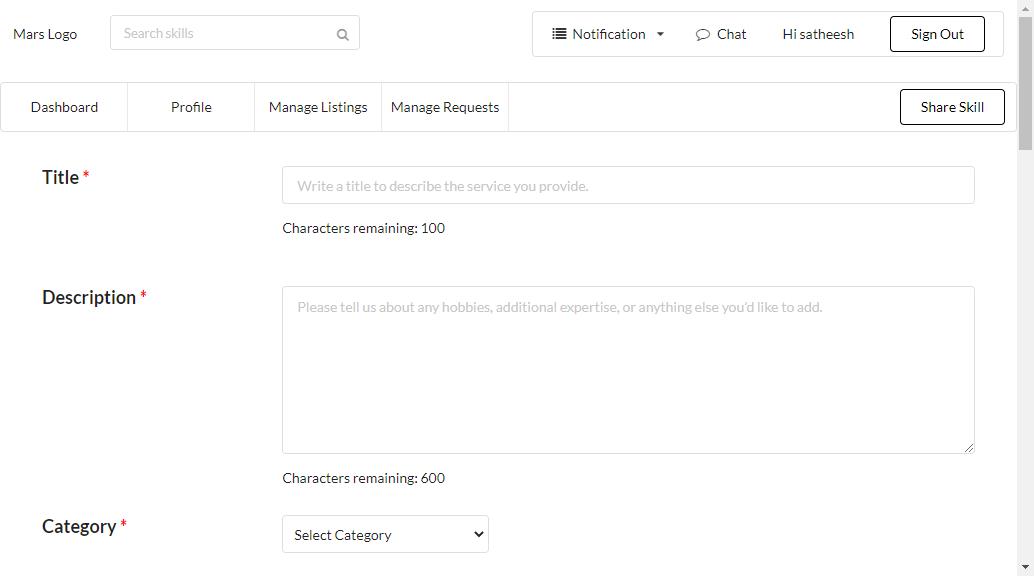 Mars Logo
Search skills
Notification
Chat
Hi satheesh
Sign Out
Dashboard
Profile
Manage Listings
Manage Requests
Share Skill
Title *
Write a title to describe the service you provide.
Characters remaining: 100
Description *
Please tell us about any hobbies, additional expertise, or anything else you'd like to add.
Characters remaining: 600
Category *
Select Category